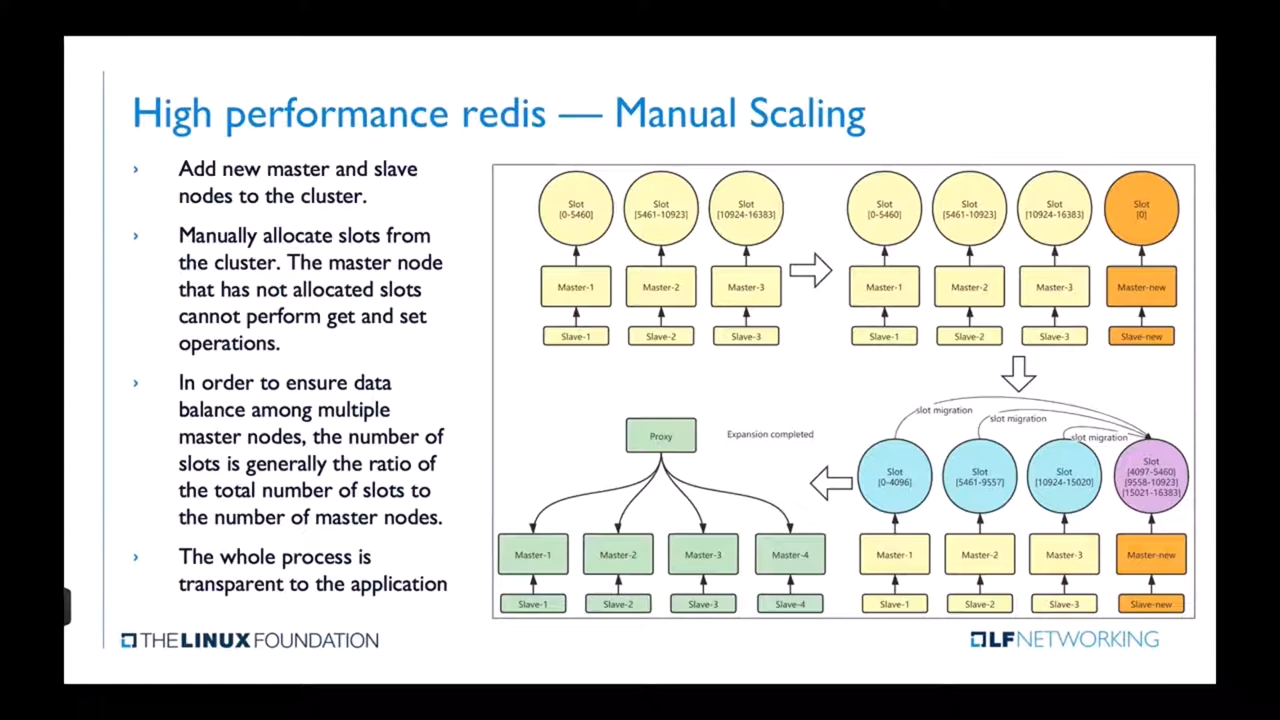 High performance redis — Manual Scaling
› Add new master and slave
nodes to the cluster.
› Manually allocate slots from
the cluster. The master node
that has not allocated slots
cannot perform get and set
operations.
› In order to ensure data
balance among multiple
master nodes, the number of
slots is generally the ratio of
the total number of slots to
the number of master nodes.
› The whole process is
transparent to the application
Slot
[0-5460]
Slot
[5461-10923]
Slot
[10924-16383]
Master-1
Master-2
Master-3
Slave-1
Slave-2
Slave-3
Slot
[0-5460]
Slot
[5461-10923]
Slot
[10924-16383]
Slot
[0]
Master-1
Master-2
Master-3
Master-new
Slave-1
Slave-2
Slave-3
Slave-new
slot migration
slot migration
slot migration
Slot
[0-4096]
Slot
[5461-9557]
Slot
[10924-15020]
Slot
[4097-5460]
[9558-10923]
[15021-16383]
Master-1
Master-2
Master-3
Master-new
Slave-1
Slave-2
Slave-3
Slave-new
Proxy
Expansion completed
Master-1
Master-2
Master-3
Master-4
Slave-1
Slave-2
Slave-3
Slave-4
THE LINUX FOUNDATION
LFNETWORKING